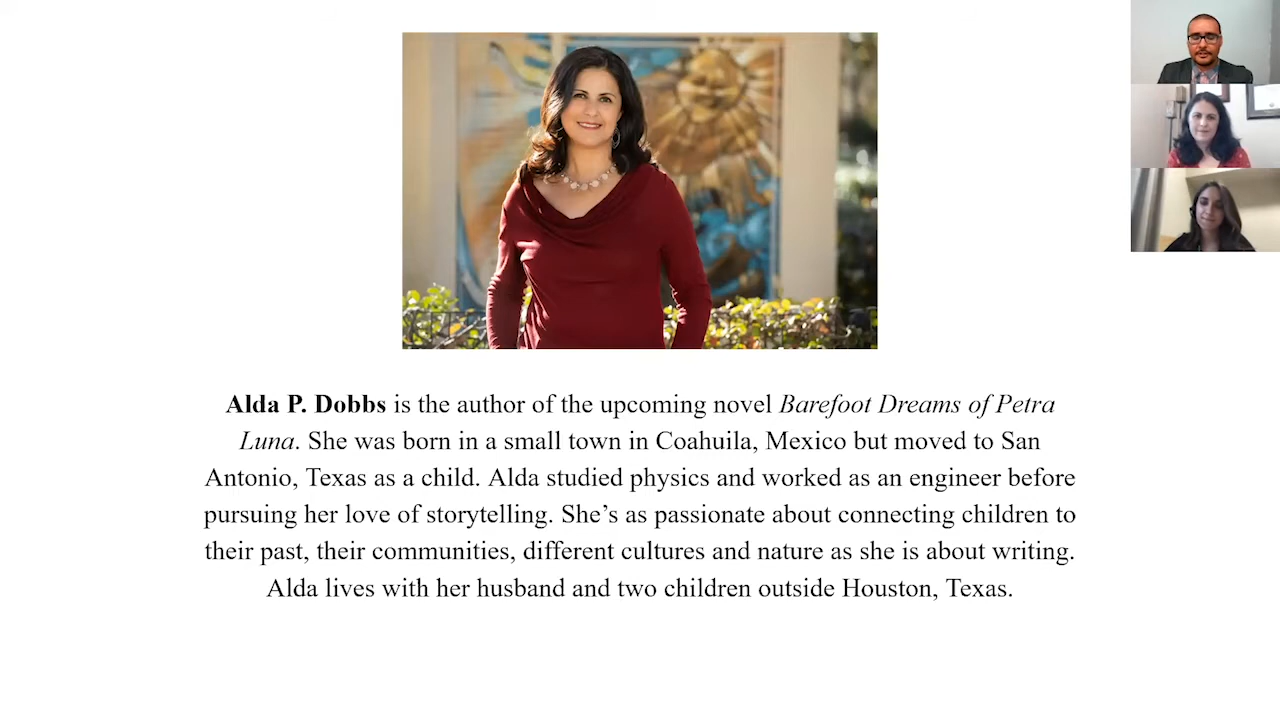 Alda P. Dobbs is the author of the upcoming novel Barefoot Dreams of Petra
Luna. She was born in a small town in Coahuila, Mexico but moved to San
Antonio, Texas as a child. Alda studied physics and worked as an engineer before
pursuing her love of storytelling. She’s as passionate about connecting children to
their past, their communities, different cultures and nature as she is about writing.
Alda lives with her husband and two children outside Houston, Texas.